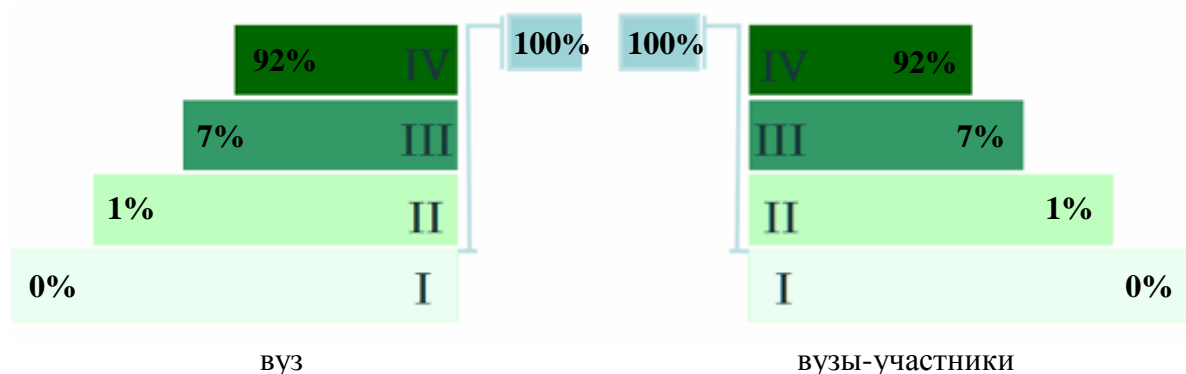 100% 100%
92% IV IV 92%
7% III III 7%
1% II II 1%
0% I I 0%
вуз вузы-участники